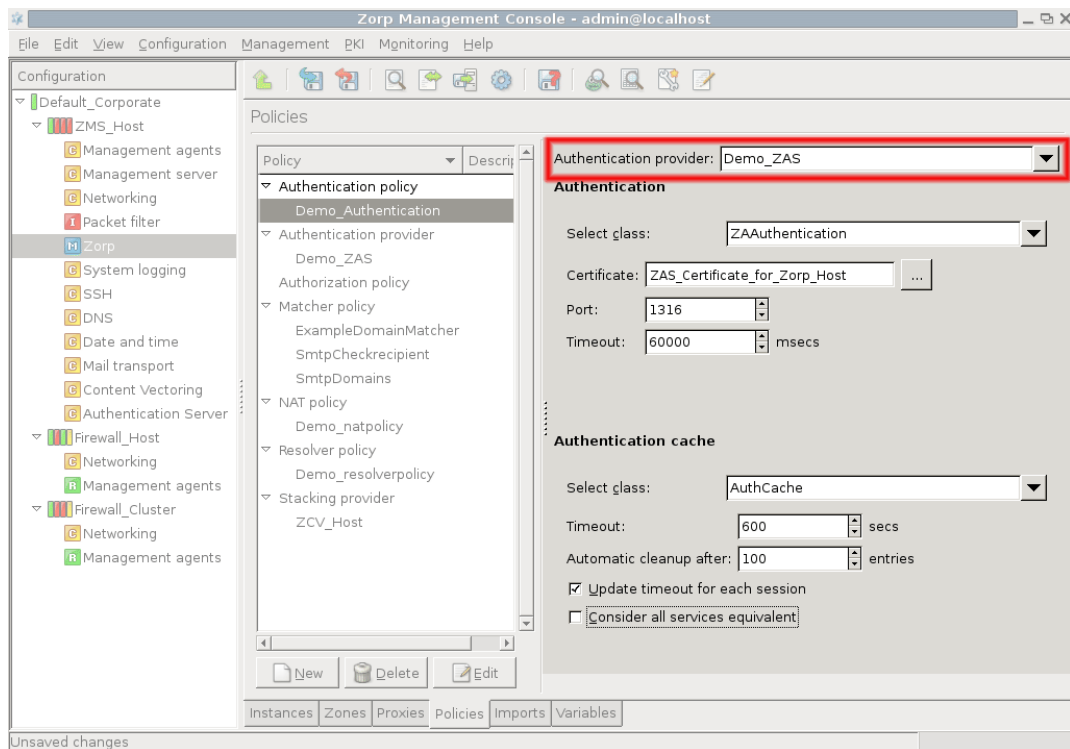 Zorp Management Console - admin@localhost
File Edit View Configuration Management PKI Monitoring Help
Configuration
Default_Corporate
ZMS_Host
C Management agents
C Management server
C Networking
I Packet filter
M Zorp
C System logging
C SSH
C DNS
C Date and time
C Mail transport
C Content Vectoring
C Authentication Server
Firewall_Host
C Networking
R Management agents
Firewall_Cluster
C Networking
R Management agents
Policies
Policy Descrip
Authentication policy
Demo_Authentication
Authentication provider
Demo_ZAS
Authorization policy
Matcher policy
ExampleDomainMatcher
SmtpCheckrecipient
SmtpDomains
NAT policy
Demo_natpolicy
Resolver policy
Demo_resolverpolicy
Stacking provider
ZCV_Host
New Delete Edit
Authentication provider: Demo_ZAS
Authentication
Select class: ZAAuthentication
Certificate: ZAS_Certificate_for_Zorp_Host ...
Port: 1316
Timeout: 60000 msecs
Authentication cache
Select class: AuthCache
Timeout: 600 secs
Automatic cleanup after: 100 entries
Update timeout for each session
Consider all services equivalent
Instances Zones Proxies Policies Imports Variables
Unsaved changes